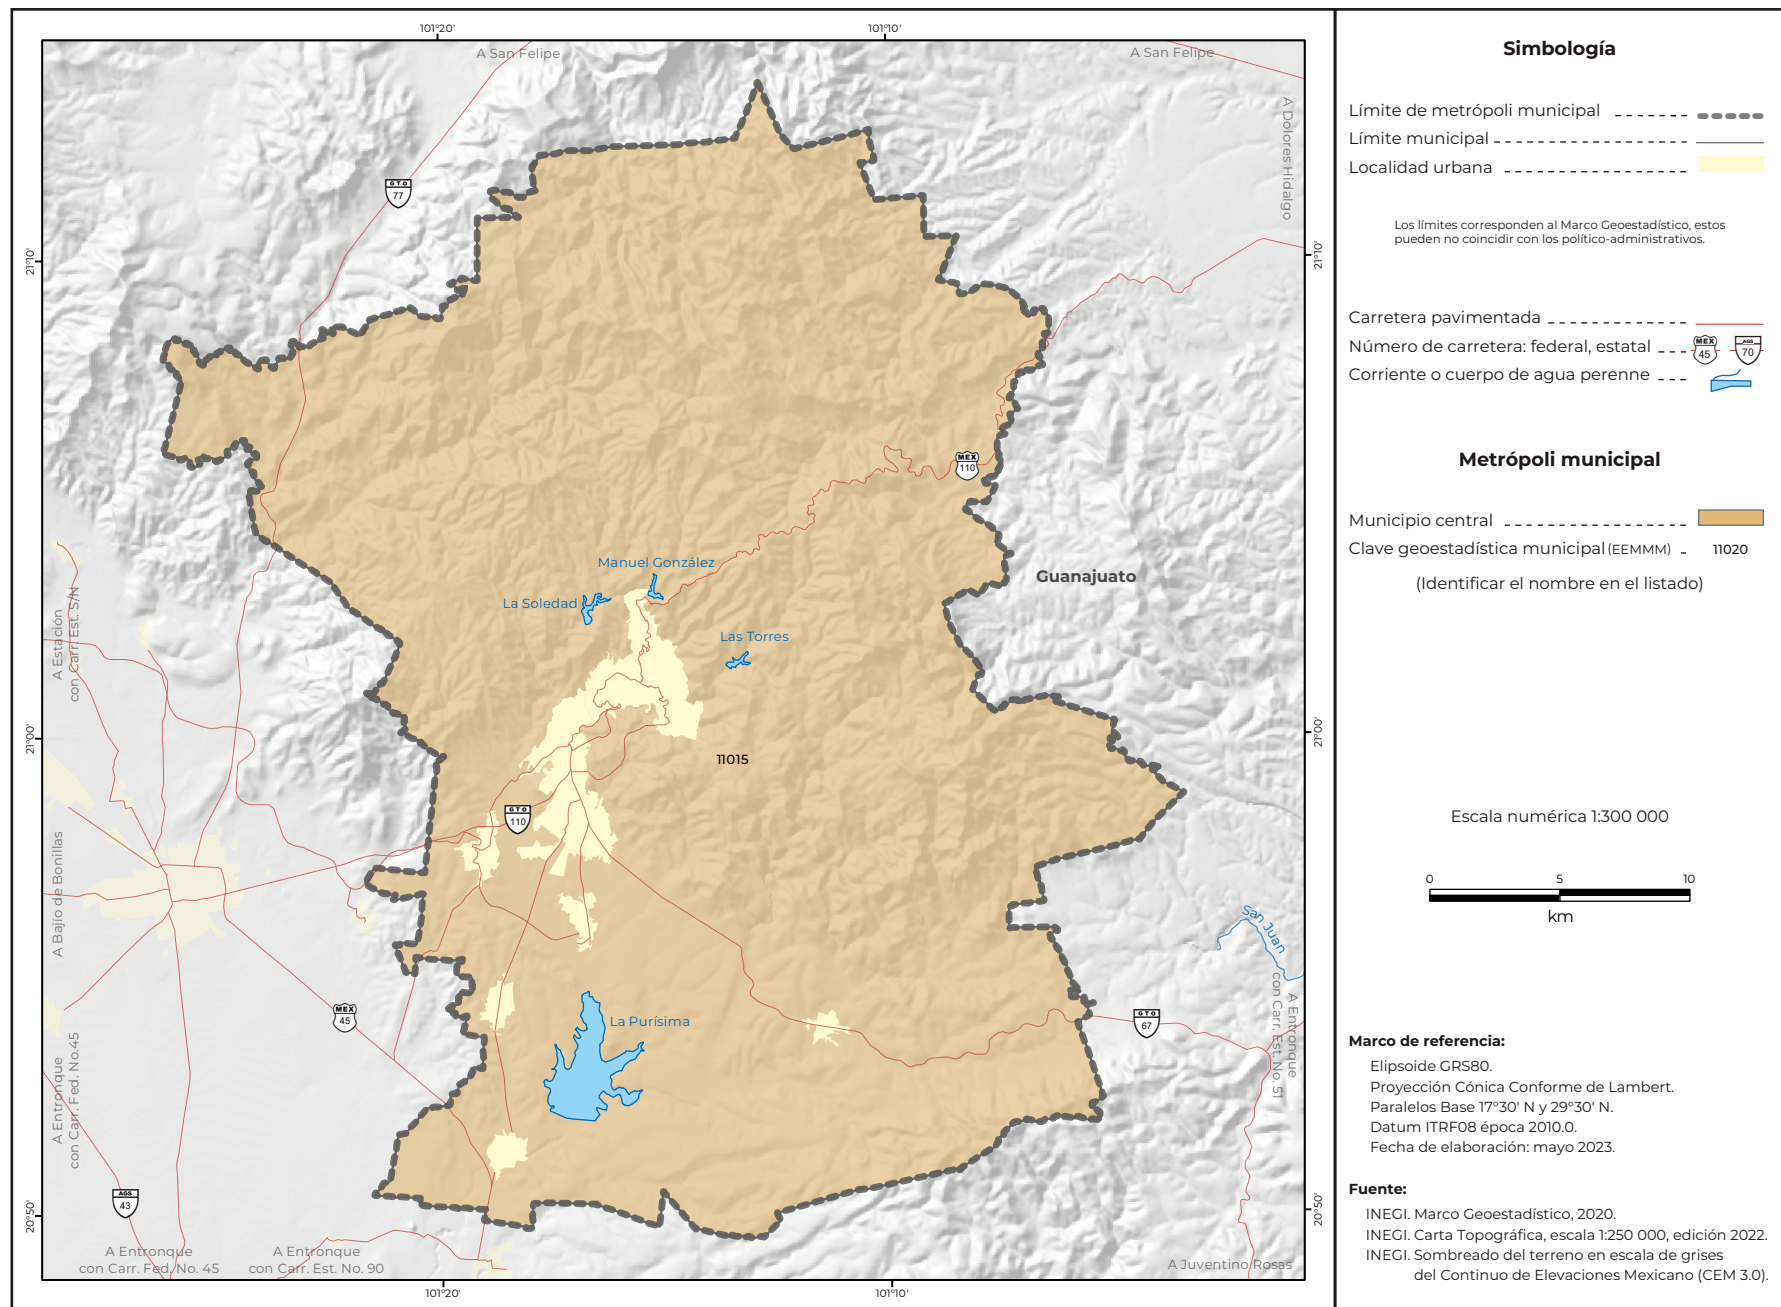 101°20'
101°10'
A San Felipe
A San Felipe
A Dolores Hidalgo
GTO
77
21°10'
21°10'
MEX
110
Manuel González
La Soledad
Guanajuato
Las Torres
A Estación
con Carr. Est. S/N
21°00'
21°00'
11015
GTO
110
A Bajío de Bonillas
San Juan
A Entronque
con Carr. Est. No. 51
MEX
45
La Purísima
GTO
67
A Entronque
con Carr. Fed. No.45
AGS
43
20°50'
20°50'
A Entronque
con Carr. Fed. No. 45
A Entronque
con Carr. Est. No. 90
A Juventino Rosas
101°20'
101°10'
Simbología
Límite de metrópoli municipal
Límite municipal
Localidad urbana
Los límites corresponden al Marco Geoestadístico, estos
pueden no coincidir con los político-administrativos.
Carretera pavimentada
Número de carretera: federal, estatal MEX 45 AGS 70
Corriente o cuerpo de agua perenne
Metrópoli municipal
Municipio central
Clave geoestadística municipal (EEMMM) 11020
(Identificar el nombre en el listado)
Escala numérica 1:300 000
0 5 10
km
Marco de referencia:
Elipsoide GRS80.
Proyección Cónica Conforme de Lambert.
Paralelos Base 17°30' N y 29°30' N.
Datum ITRF08 época 2010.0.
Fecha de elaboración: mayo 2023.
Fuente:
INEGI. Marco Geoestadístico, 2020.
INEGI. Carta Topográfica, escala 1:250 000, edición 2022.
INEGI. Sombreado del terreno en escala de grises
del Continuo de Elevaciones Mexicano (CEM 3.0).